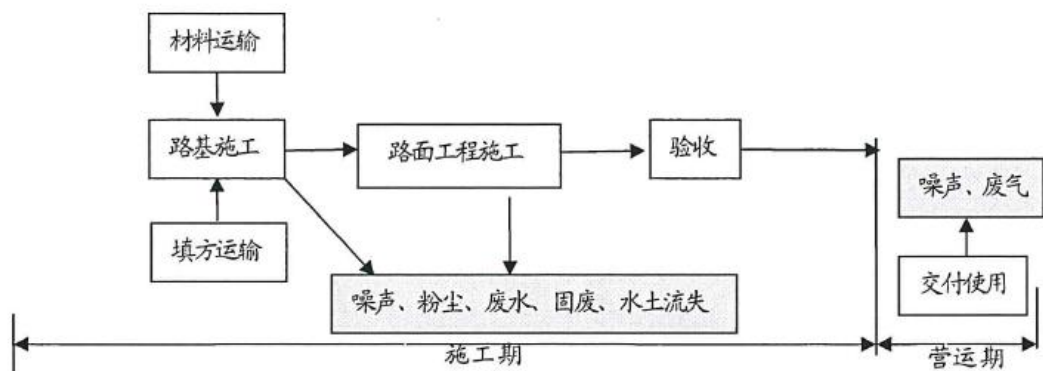 材料运输
路基施工
路面工程施工
验收
噪声、废气
填方运输
交付使用
噪声、粉尘、废水、固废、水土流失
施工期
营运期